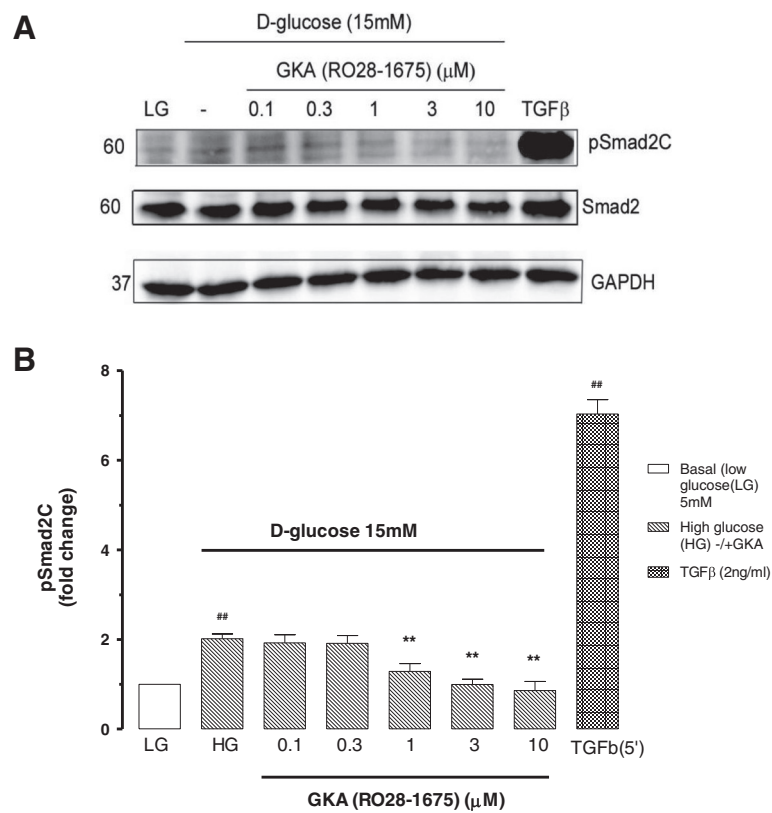 A
D-glucose (15mM)
GKA (RO28-1675) (μM)
LG - 0.1 0.3 1 3 10 TGFβ
60 pSmad2C
60 Smad2
37 GAPDH
B
8
6
4
2
0
pSmad2C
(fold change)
D-glucose 15mM
##
**
**
**
##
LG HG 0.1 0.3 1 3 10 TGFb(5')
GKA (RO28-1675) (μM)
Basal (low
glucose(LG)
5mM
High glucose
(HG) -/+GKA
TGFβ (2ng/ml)